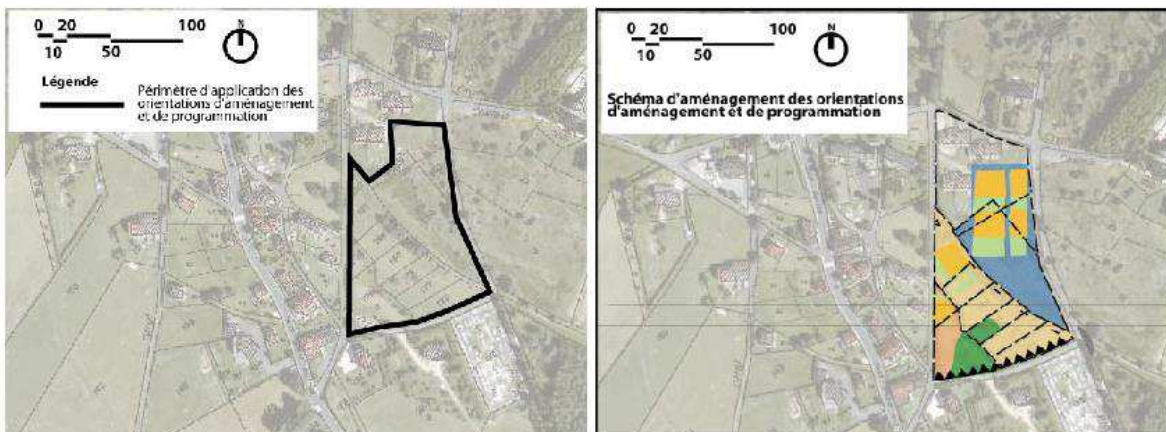 0 20 100
10 50
N
Légende
Périmètre d'application des
orientations d'aménagement
et de programmation
0 20 100
10 50
N
Schéma d'aménagement des orientations
d'aménagement et de programmation